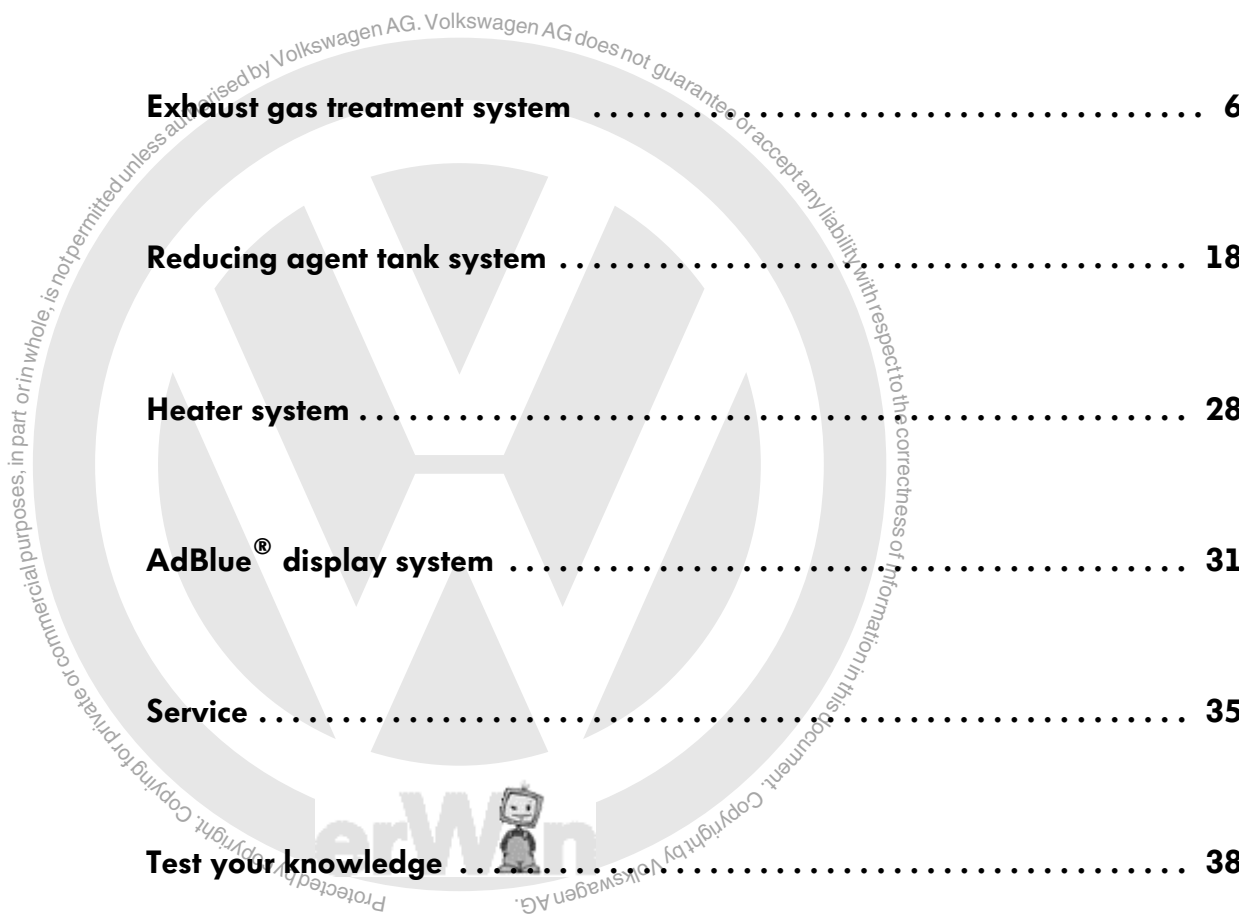 Exhaust gas treatment system .................................. 6
Reducing agent tank system .................................. 18
Heater system .................................. 28
AdBlue® display system .................................. 31
Service .................................. 35
Test your knowledge .................................. 38
erWin
Protected by copyright. Copying for private or commercial purposes, in part or in whole, is not permitted unless authorised by Volkswagen AG. Volkswagen AG does not guarantee or accept any liability with respect to the correctness of information in this document. Copyright by Volkswagen AG.